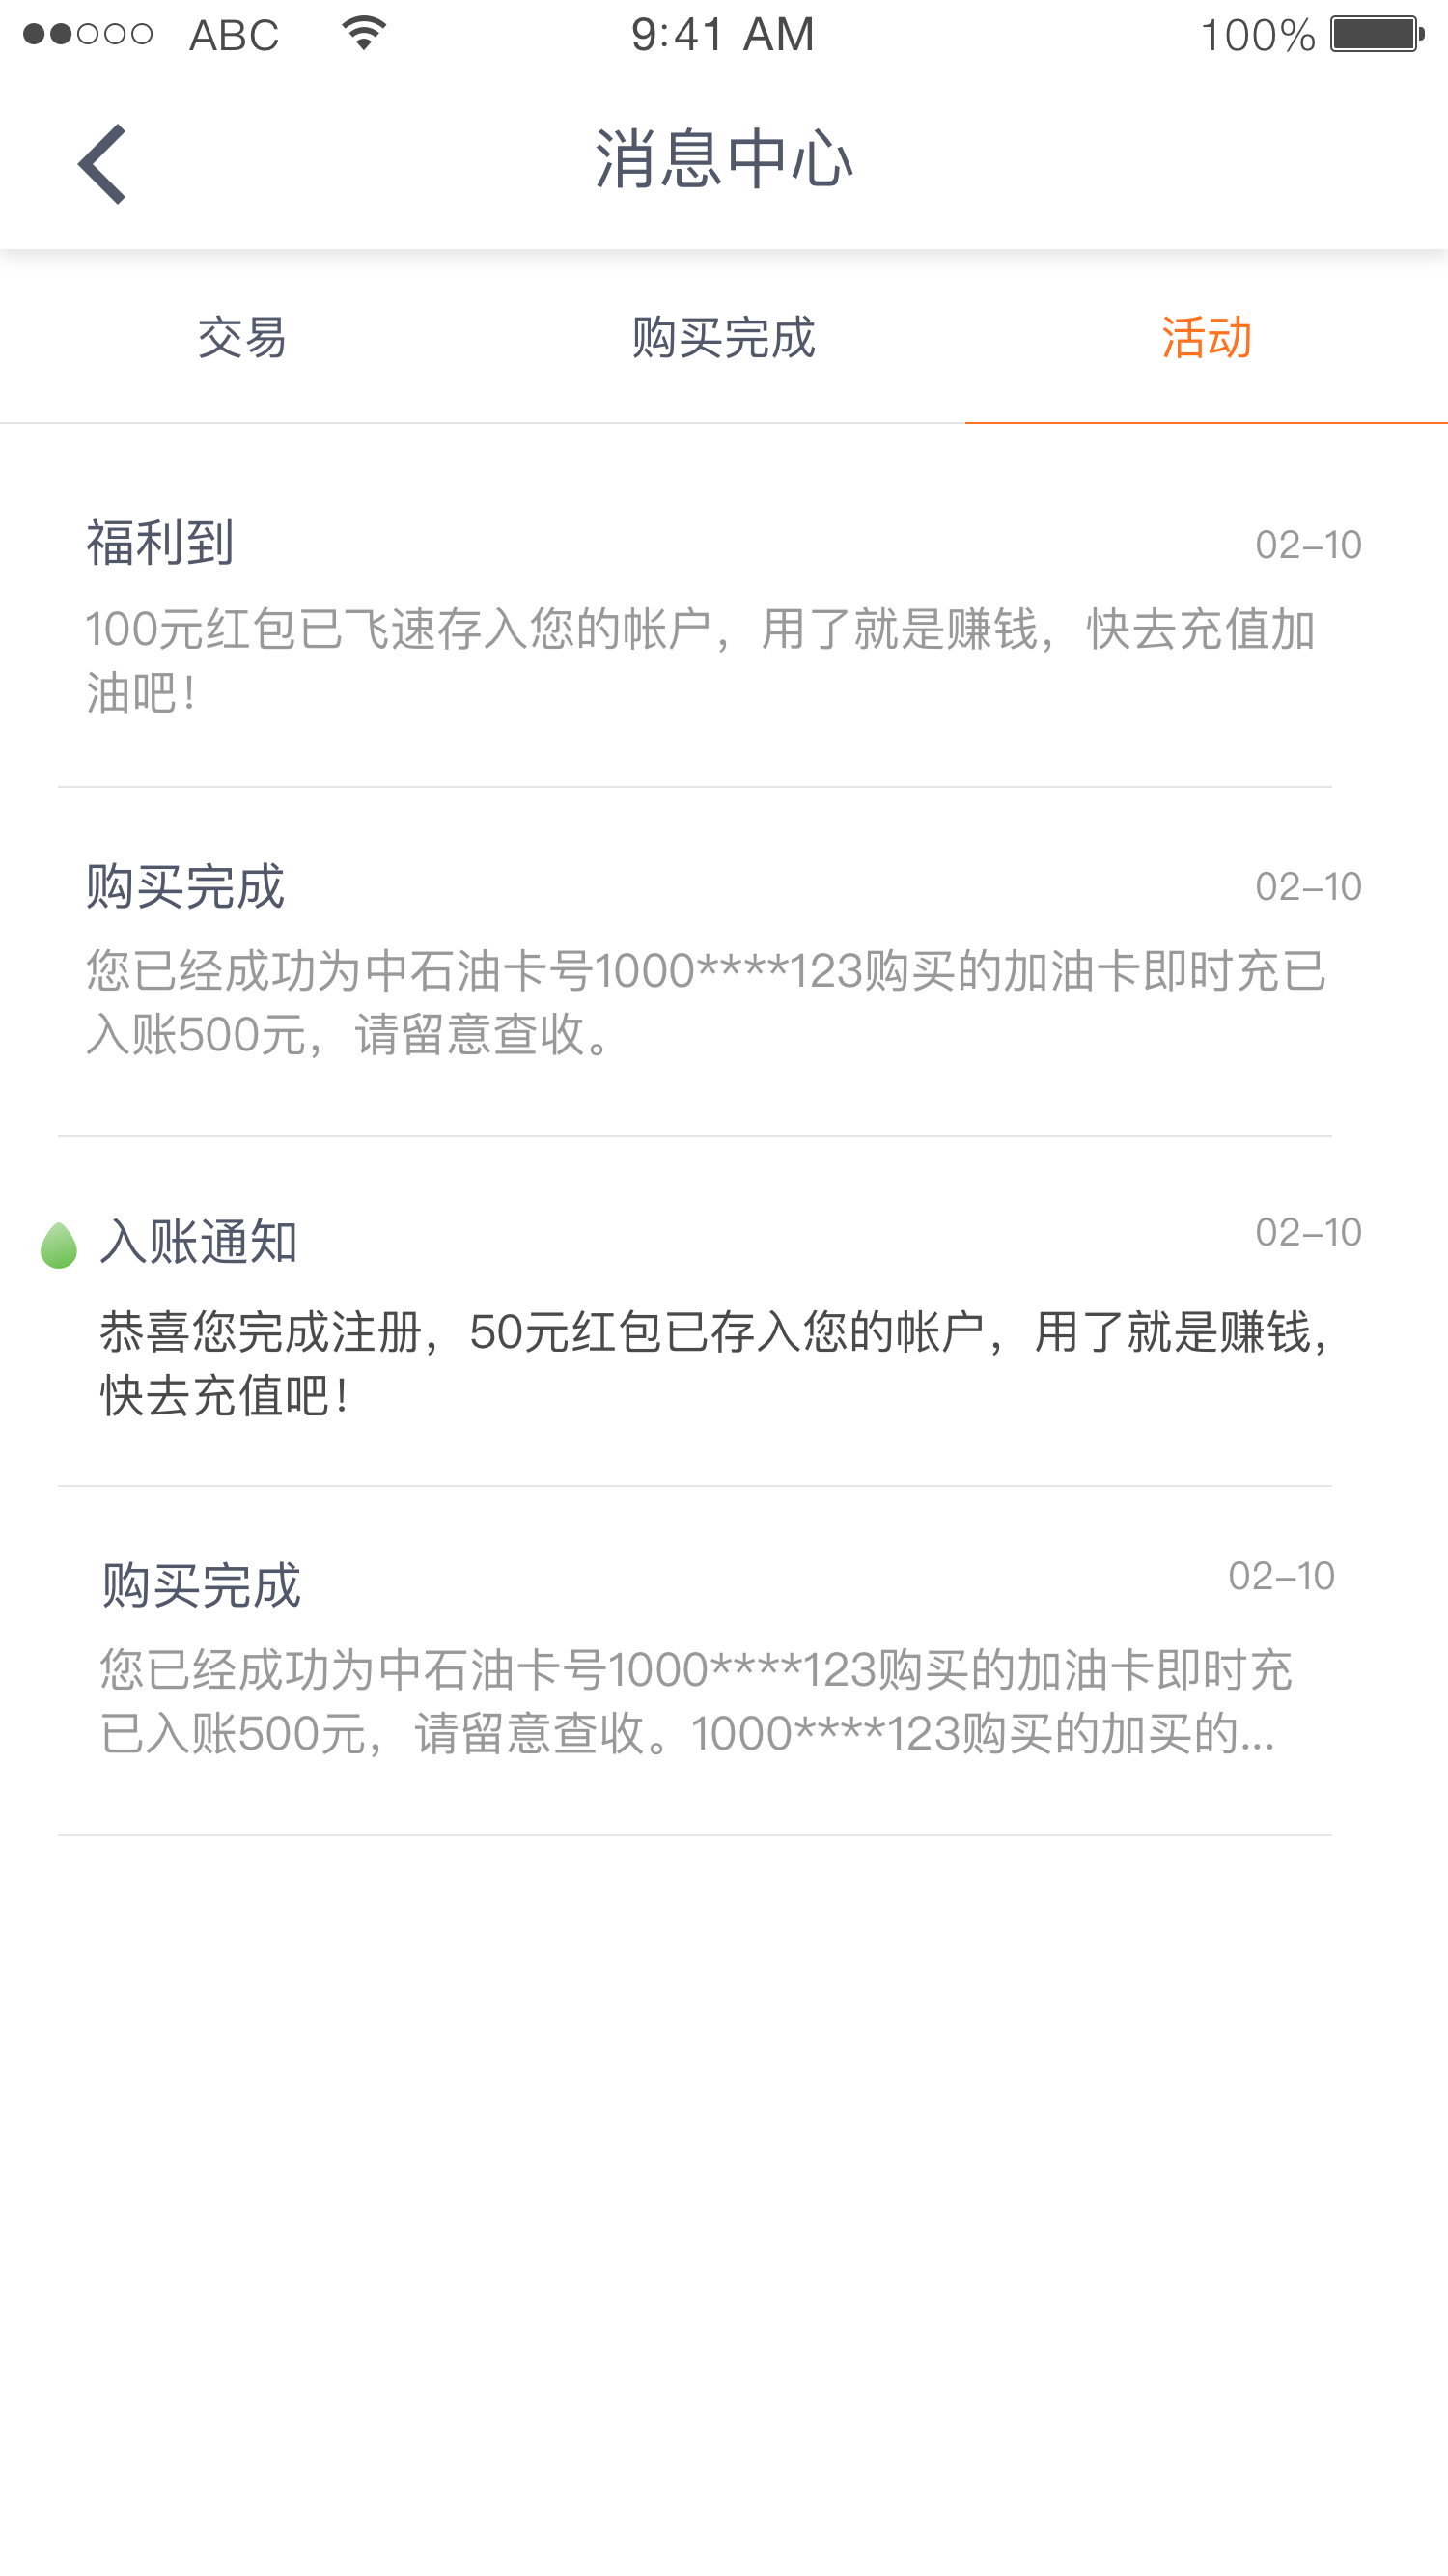 ABC 9:41 AM 100%
消息中心
交易 购买完成 活动
福利到 02-10
100元红包已飞速存入您的帐户，用了就是赚钱，快去充值加
油吧！
购买完成 02-10
您已经成功为中石油卡号1000****123购买的加油卡即时充已
入账500元，请留意查收。
入账通知 02-10
恭喜您完成注册，50元红包已存入您的帐户，用了就是赚钱，
快去充值吧！
购买完成 02-10
您已经成功为中石油卡号1000****123购买的加油卡即时充
已入账500元，请留意查收。1000****123购买的加买的...